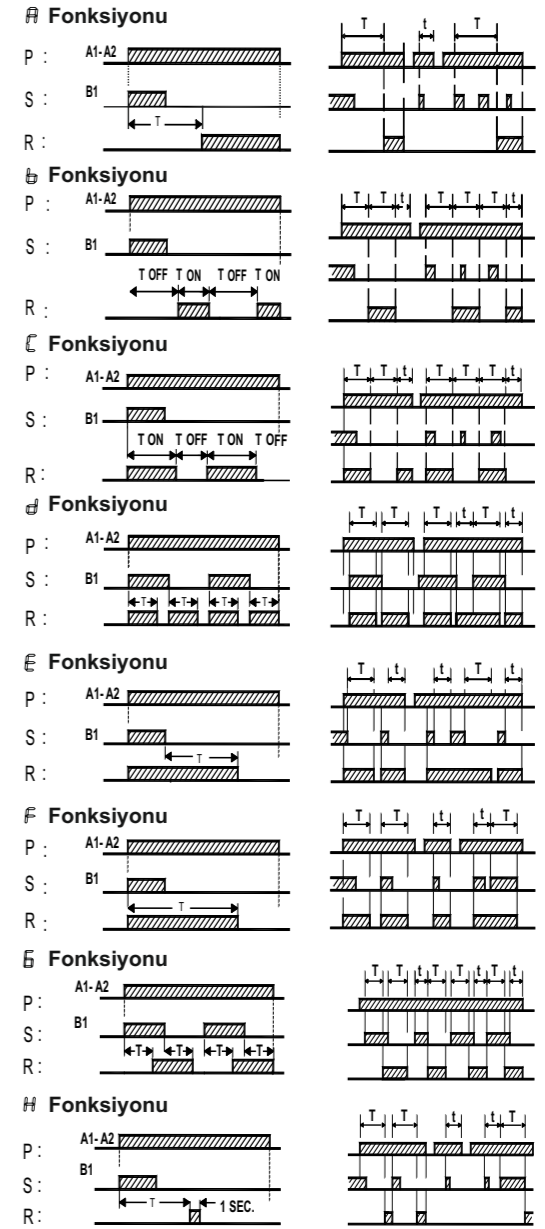 A Fonksiyonu
T t T
P : A1-A2
S : B1
T
R :
b Fonksiyonu
P : A1-A2
T T t T T T t
S : B1
T OFF T ON T OFF T ON
R :
C Fonksiyonu
P : A1-A2
T T t T T T t
S : B1
T ON T OFF T ON T OFF
R :
d Fonksiyonu
T T T t T t
P : A1-A2
S : B1
T T T T
R :
E Fonksiyonu
T t t T t
P : A1-A2
S : B1
T
R :
F Fonksiyonu
T T t t T
P : A1-A2
S : B1
T
R :
G Fonksiyonu
T T t T T t T t
A1-A2
P :
B1
S :
T T T T
R :
H Fonksiyonu
T T t t T
A1-A2
P :
B1
S :
T 1 SEC.
R :